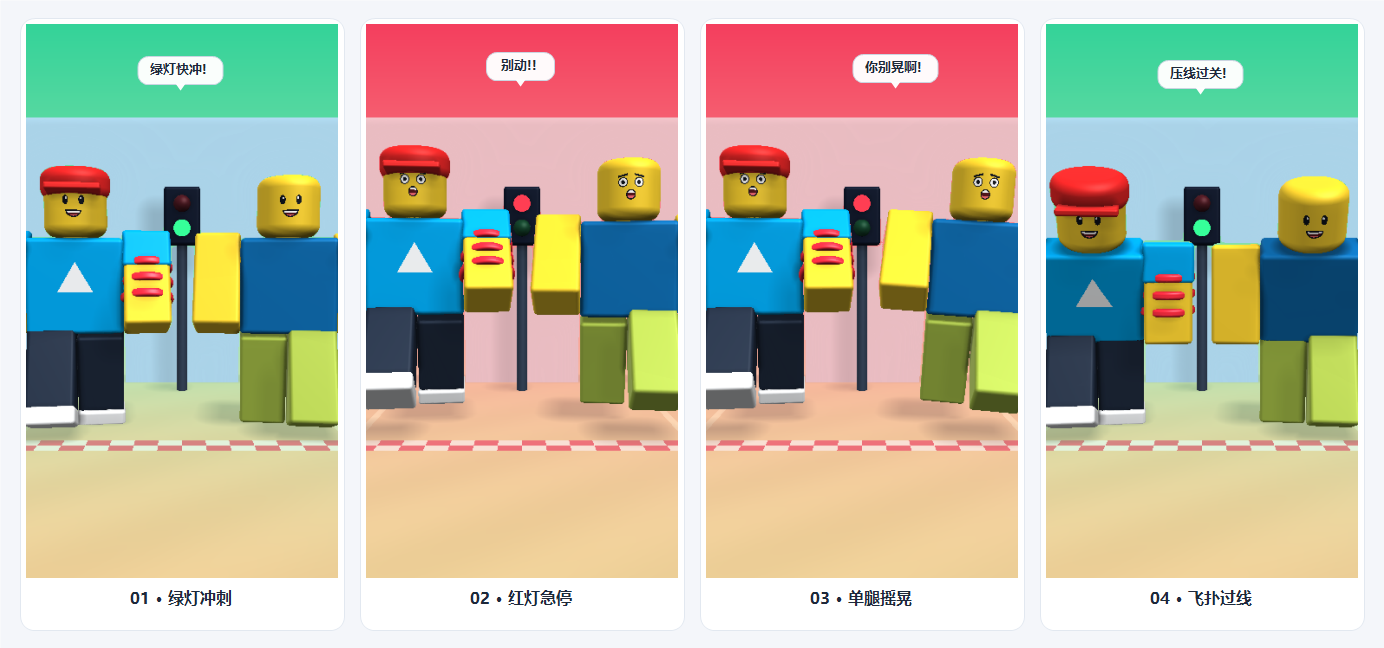 绿灯快冲!
别动!!
你别晃啊!
压线过关!
01 • 绿灯冲刺
02 • 红灯急停
03 • 单腿摇晃
04 • 飞扑过线